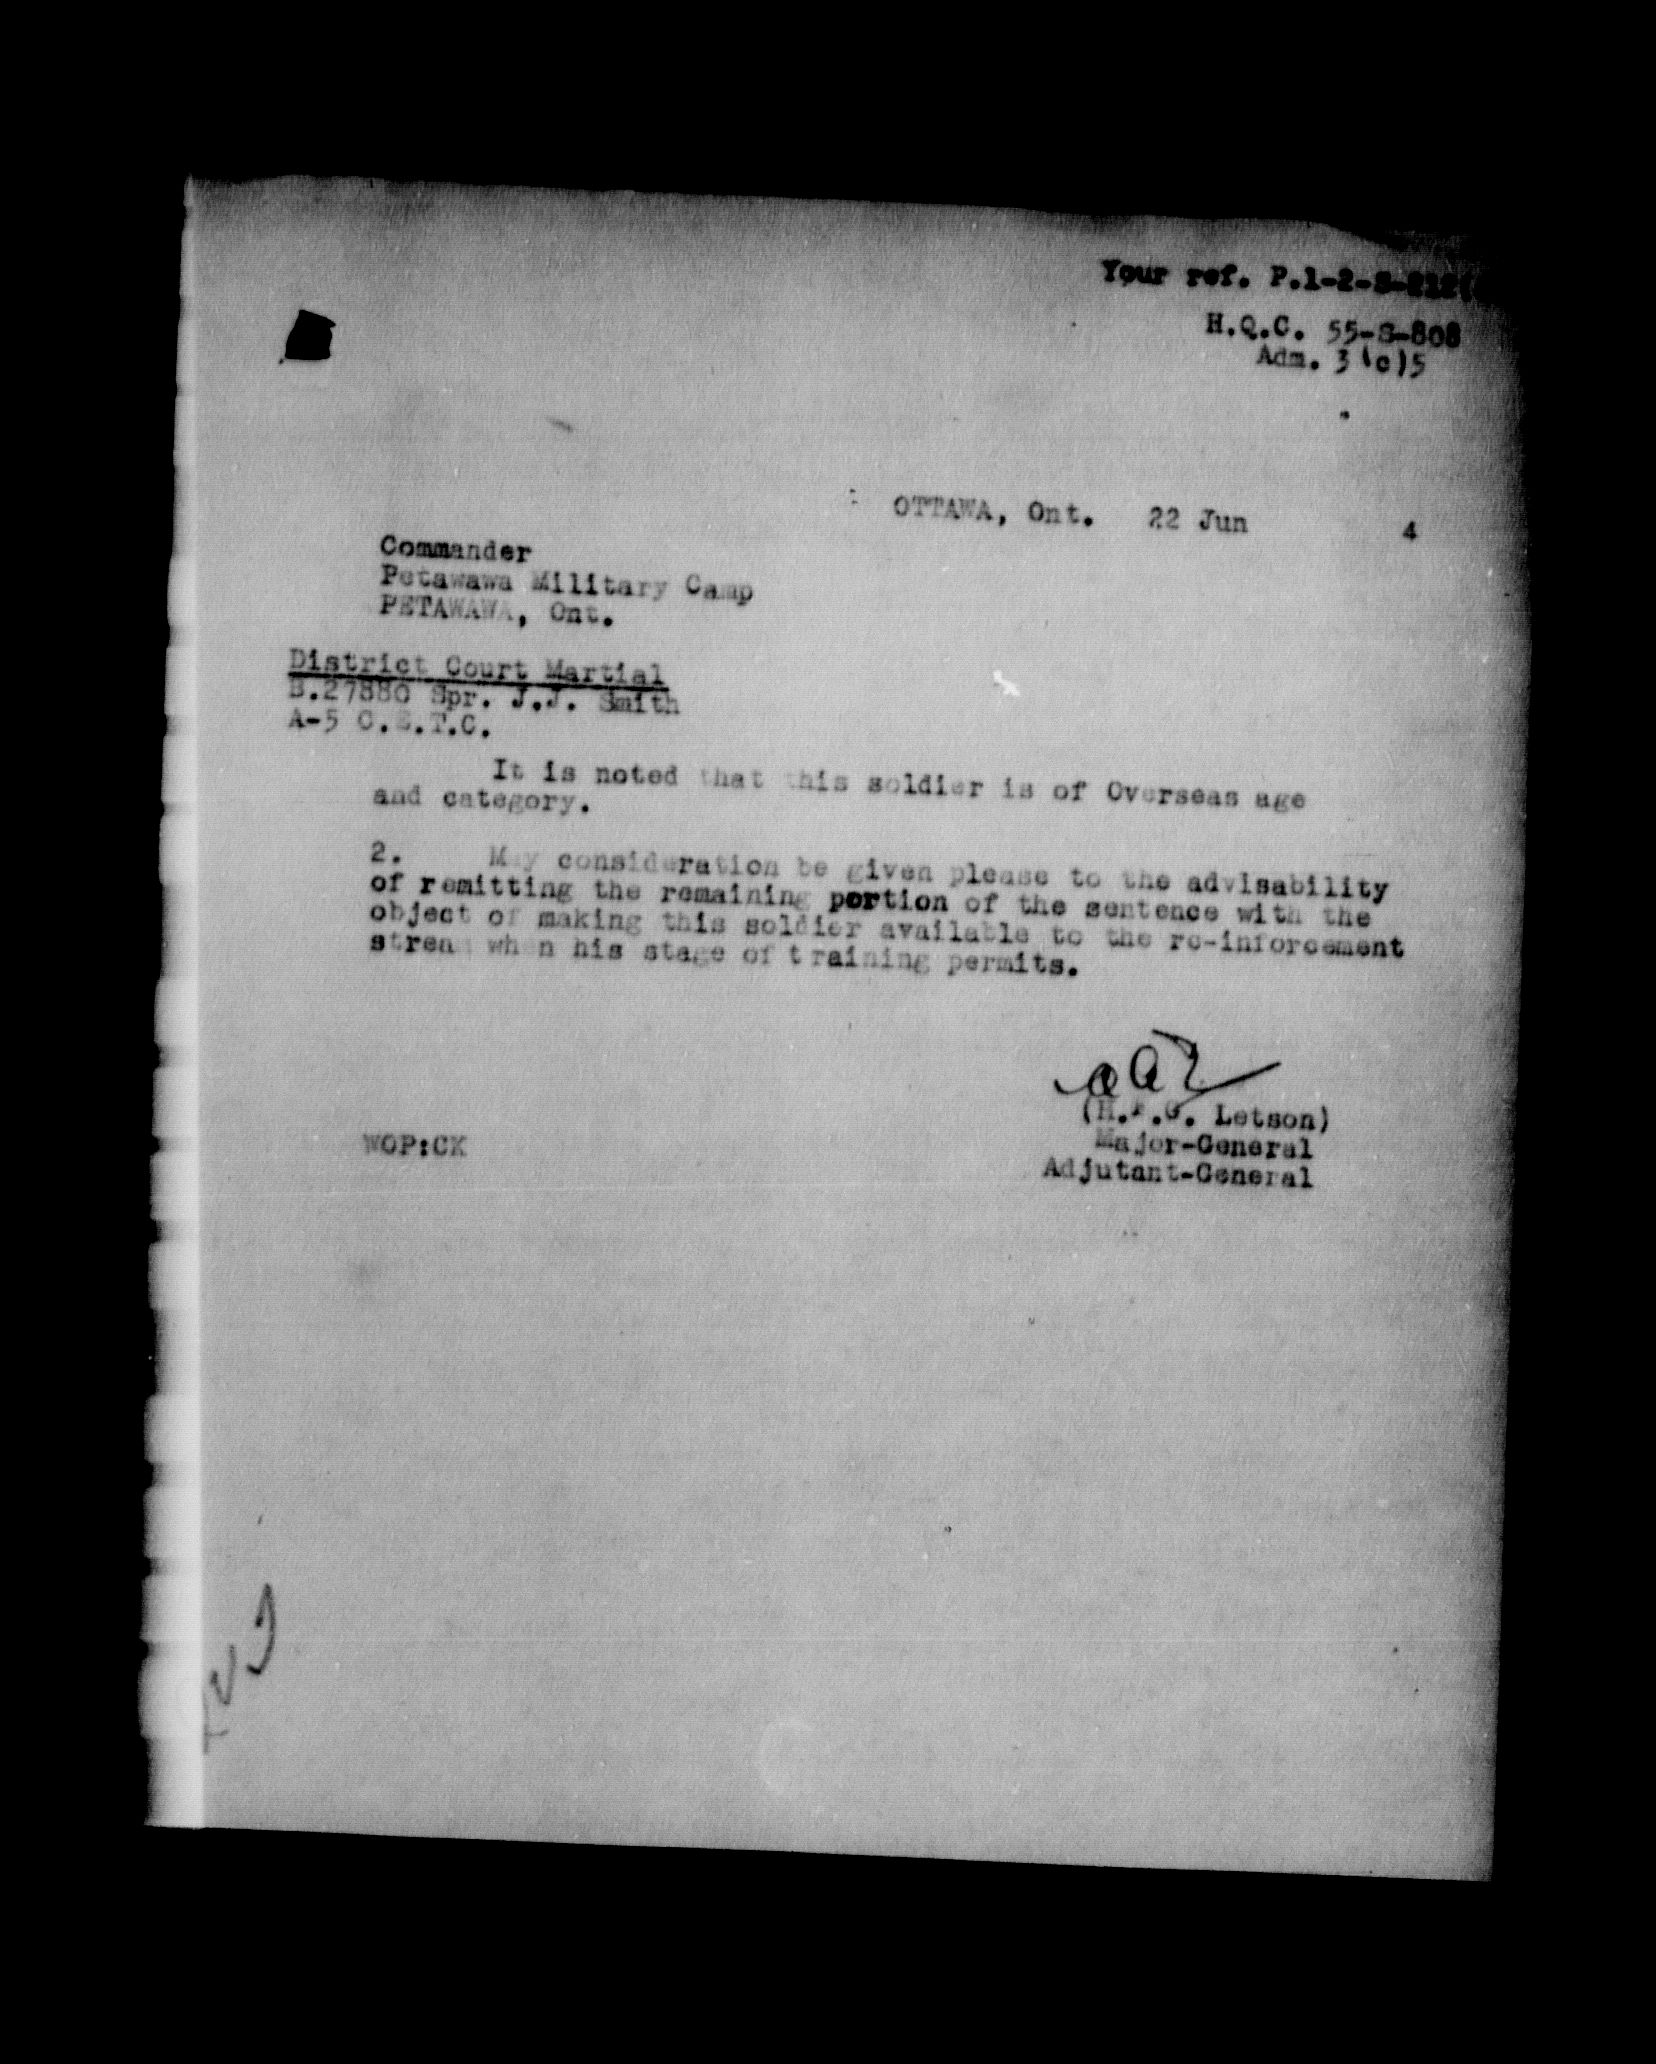 Your ref. P.1-2-S-212(
H.Q.C. 55-S-808
Adm. 3(c)5
OTTAWA, Ont. 22 Jun 4
Commander
Petawawa Military Camp
PETAWAWA, Ont.
District Court Martial
B.27880 Spr. J.J. Smith
A-5 C.E.T.C.
It is noted that this soldier is of Overseas age
and category.
2. May consideration be given please to the advisability
of remitting the remaining portion of the sentence with the
object of making this soldier available to the re-inforcement
stream when his stage of training permits.
(H.F.G. Letson)
Major-General
Adjutant-General
WOP:CK